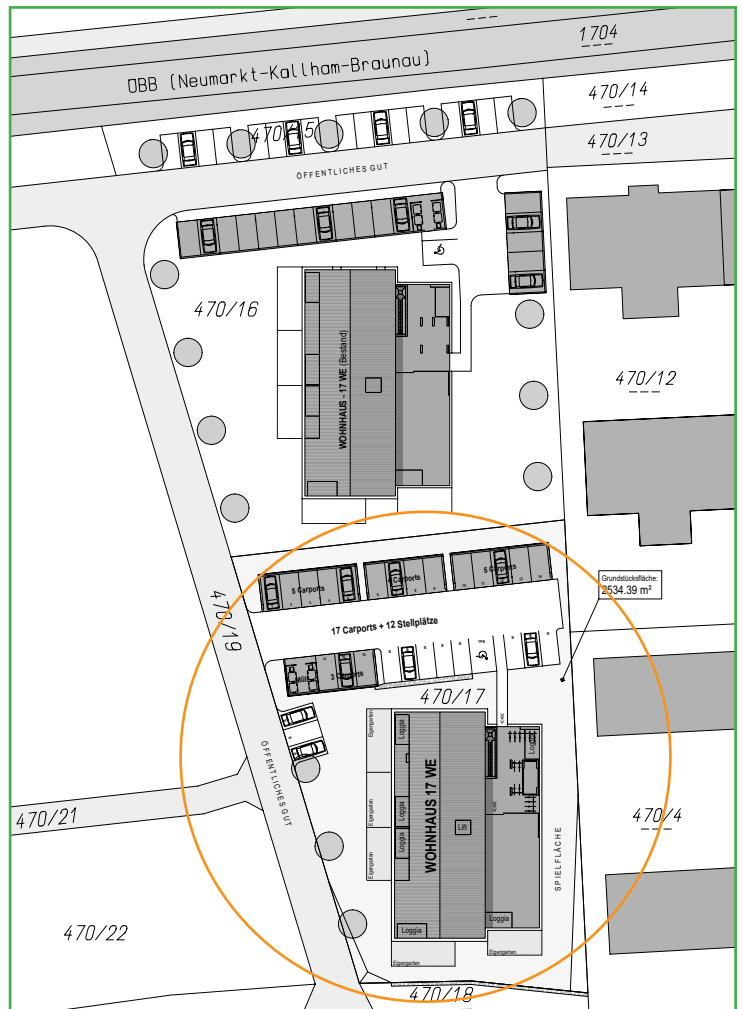 1704
ÖBB (Neumarkt-Kallham-Braunau)
470/14
470/15
470/13
ÖFFENTLICHES GUT
470/16
WOHNHAUS - 17 WE (Bestand)
470/12
5 Carports
4 Carports
5 Carports
Grundstücksfläche:
2534.39 m²
470/19
17 Carports + 12 Stellplätze
Müll
3 Carports
470/17
ÖFFENTLICHES GUT
Eigengarten
Loggia
Loggia
WOHNHAUS 17 WE
Lift
Eigengarten
Loggia
Loggia
Eigengarten
SPIELFLÄCHE
470/21
470/4
Loggia
Loggia
Eigengarten
Eigengarten
470/22
470/18